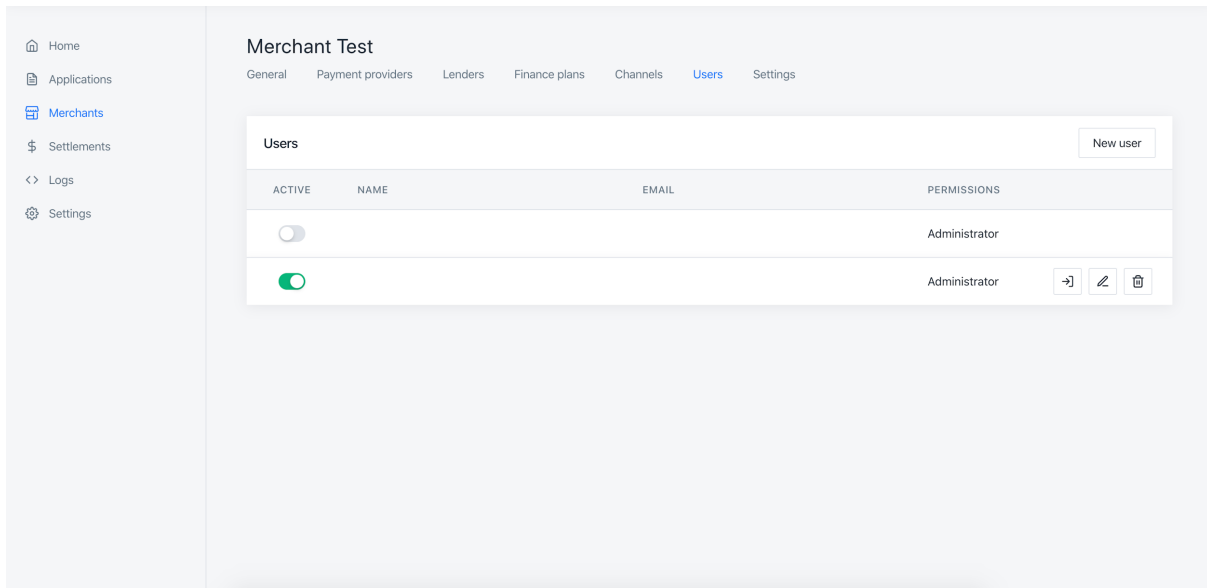 Home
Applications
Merchants
Settlements
Logs
Settings
Merchant Test
General Payment providers Lenders Finance plans Channels Users Settings
Users New user
ACTIVE NAME EMAIL PERMISSIONS
Administrator
Administrator